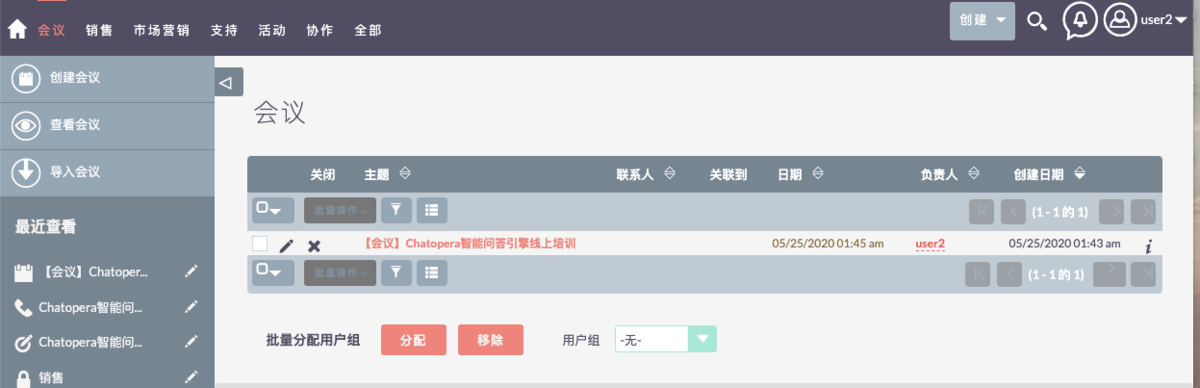 会议 销售 市场营销 支持 活动 协作 全部 创建 user2
创建会议
查看会议
导入会议
最近查看
【会议】Chatoper...
Chatopera智能问...
Chatopera智能问...
销售
会议
关闭 主题 联系人 关联到 日期 负责人 创建日期
批量操作 (1 - 1 的 1)
【会议】Chatopera智能问答引擎线上培训 05/25/2020 01:45 am user2 05/25/2020 01:43 am i
批量操作 (1 - 1 的 1)
批量分配用户组 分配 移除 用户组 -无-